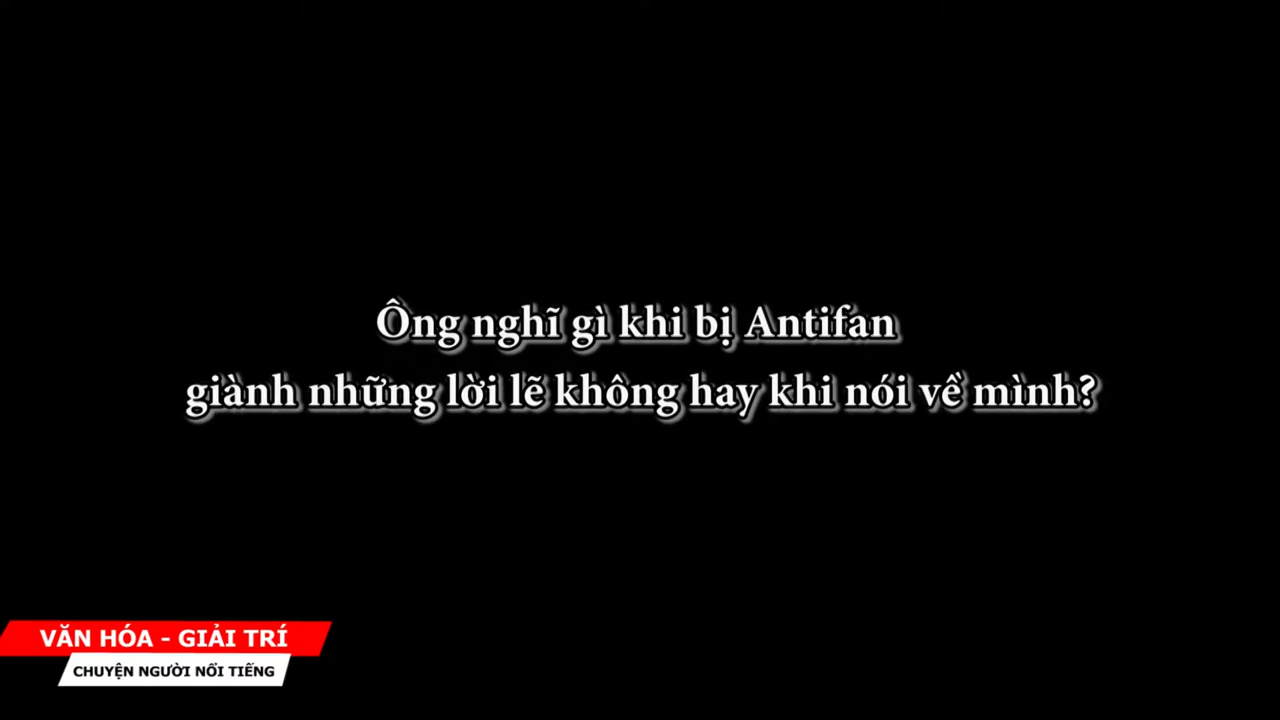 Ông nghĩ gì khi bị Antifan
giành những lời lẽ không hay khi nói về mình?
VĂN HÓA - GIẢI TRÍ
CHUYỆN NGƯỜI NỔI TIẾNG